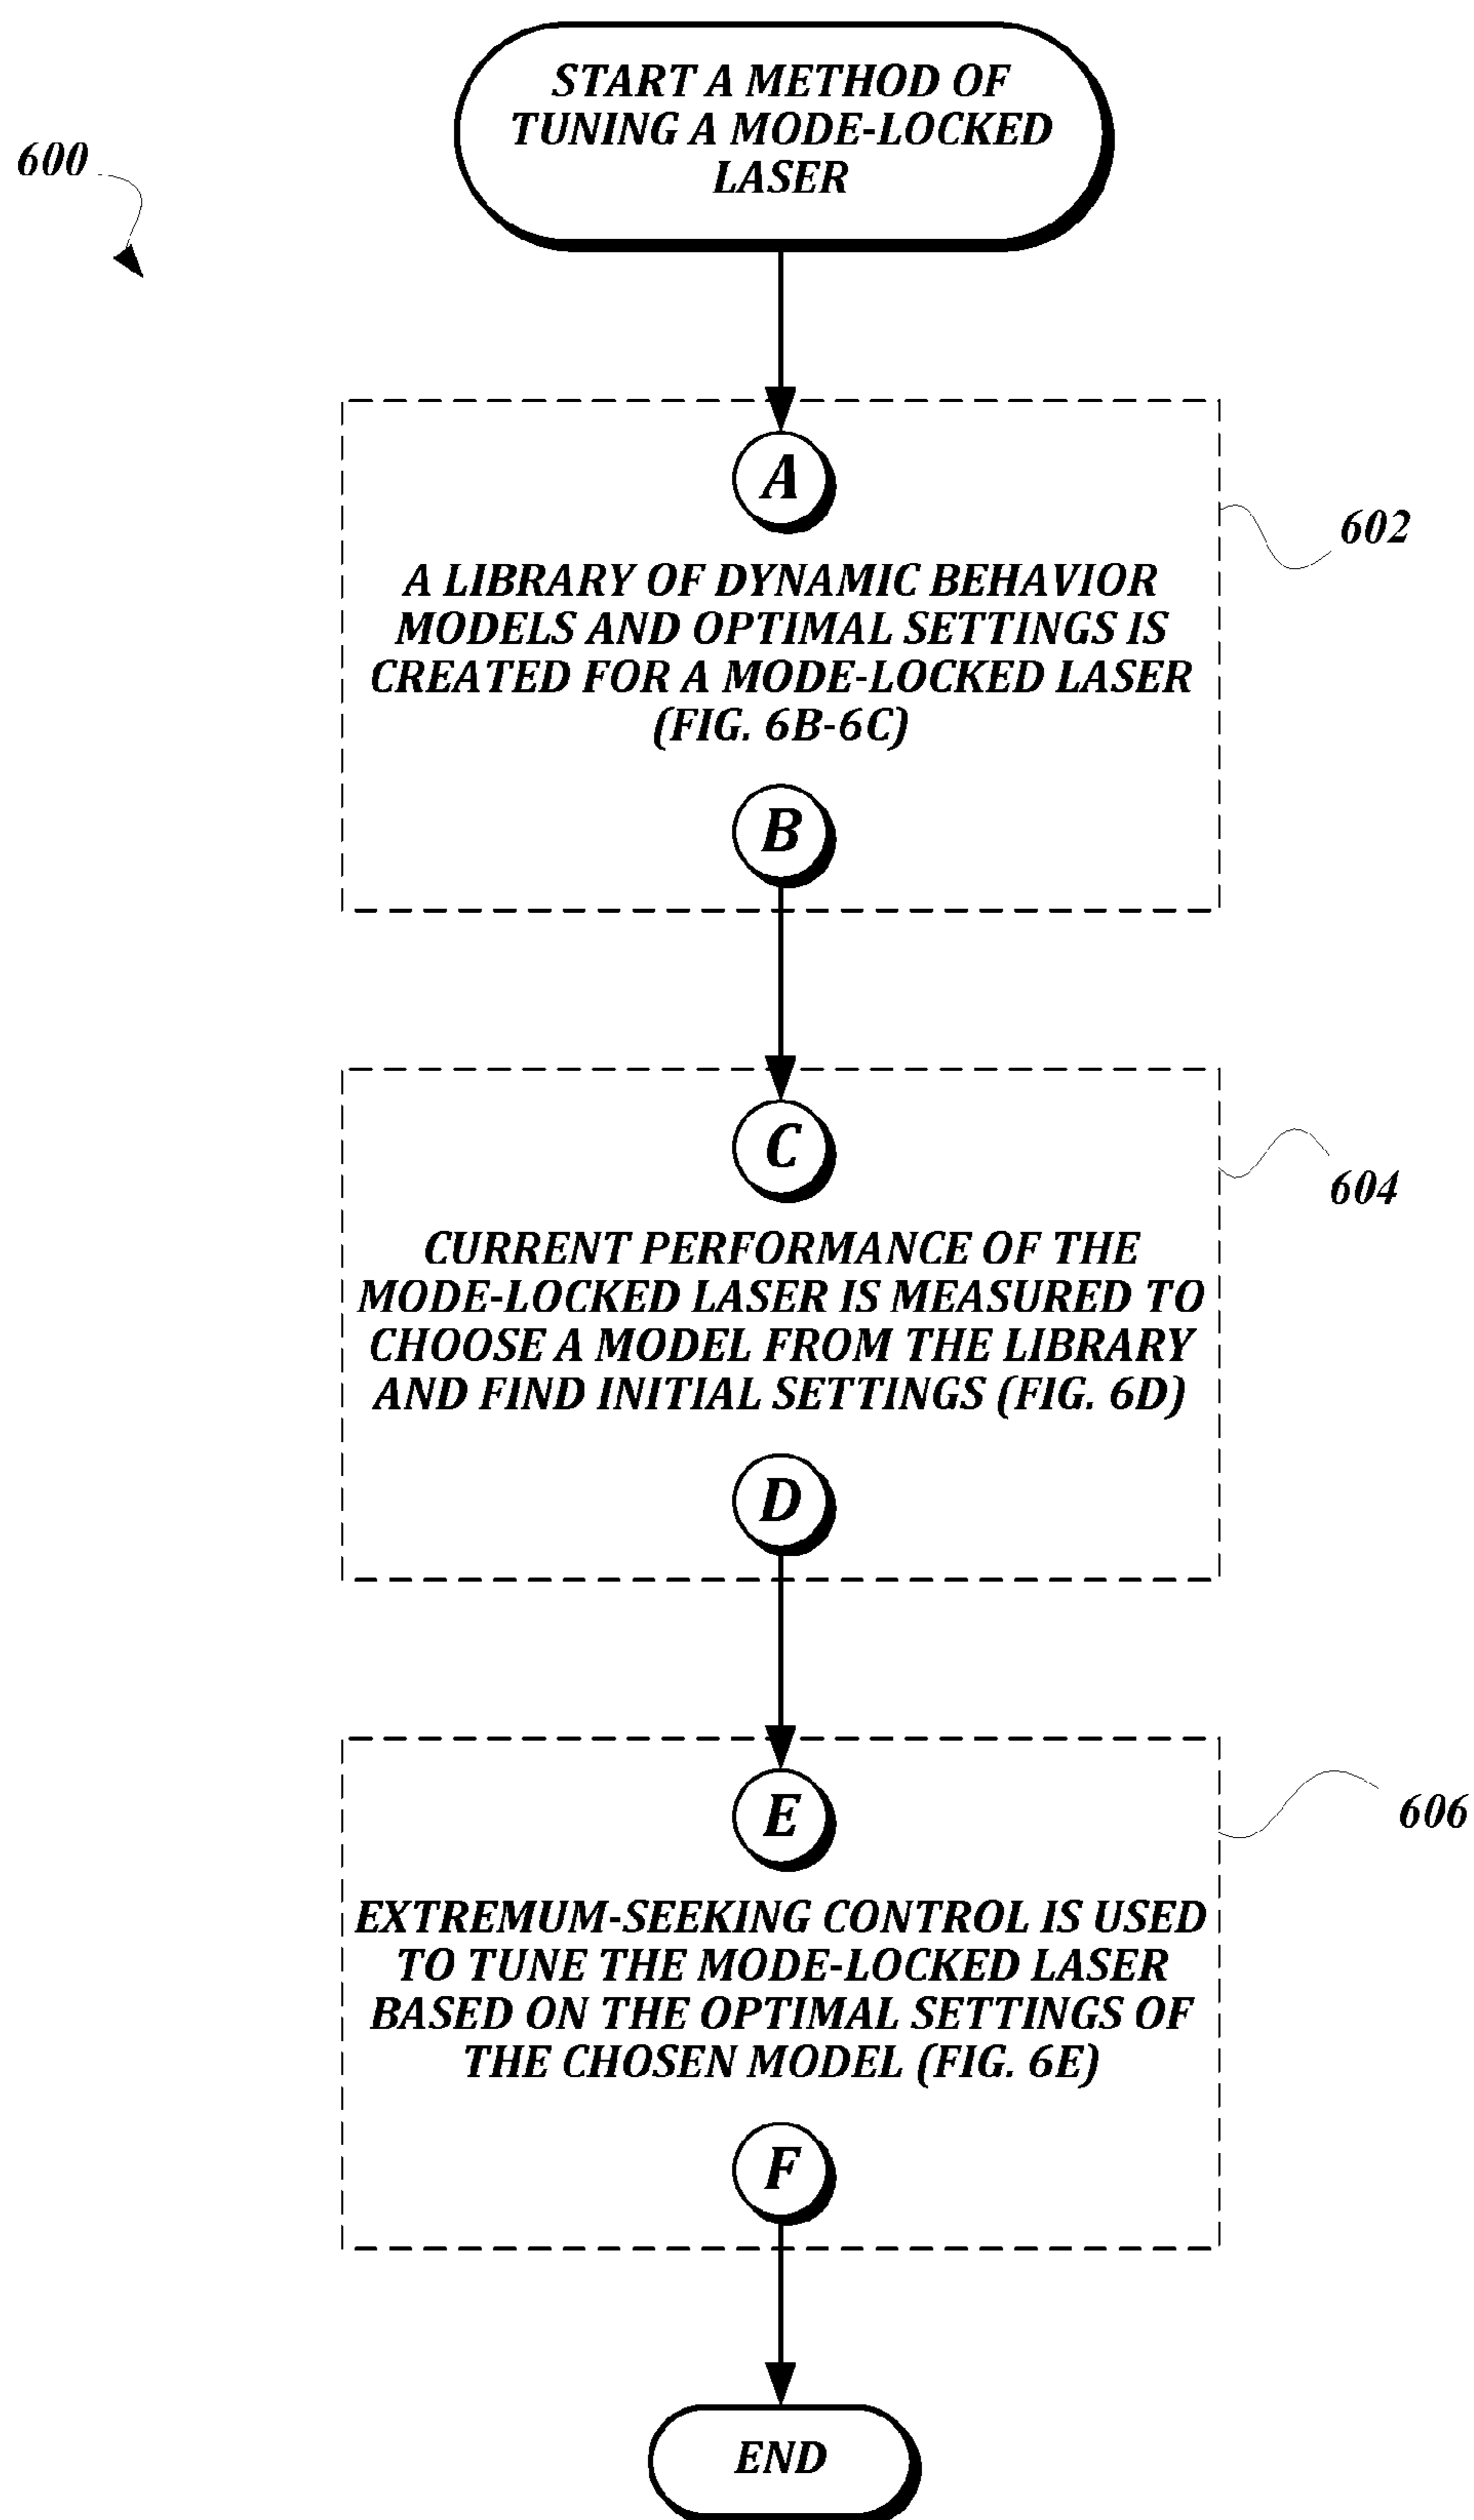 START A METHOD OF
TUNING A MODE-LOCKED
LASER
600
A
602
A LIBRARY OF DYNAMIC BEHAVIOR
MODELS AND OPTIMAL SETTINGS IS
CREATED FOR A MODE-LOCKED LASER
(FIG. 6B-6C)
B
C
604
CURRENT PERFORMANCE OF THE
MODE-LOCKED LASER IS MEASURED TO
CHOOSE A MODEL FROM THE LIBRARY
AND FIND INITIAL SETTINGS (FIG. 6D)
D
E
606
EXTREMUM-SEEKING CONTROL IS USED
TO TUNE THE MODE-LOCKED LASER
BASED ON THE OPTIMAL SETTINGS OF
THE CHOSEN MODEL (FIG. 6E)
F
END